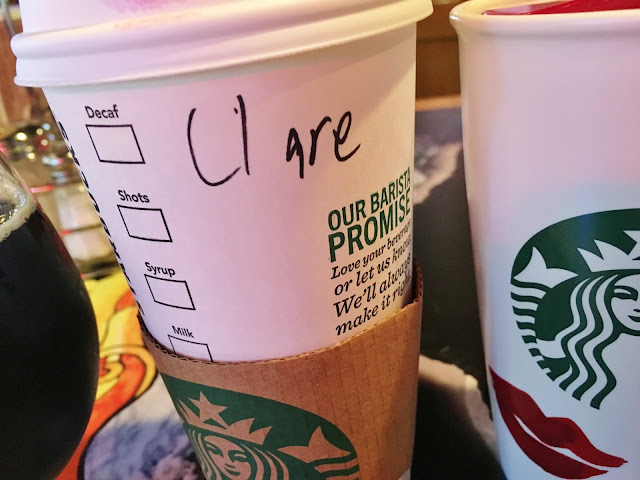 Decaf
Cl are
Shots
OUR BARISTA
PROMISE
Love your beverage
or let us know.
We'll always
make it right.
Syrup
Milk